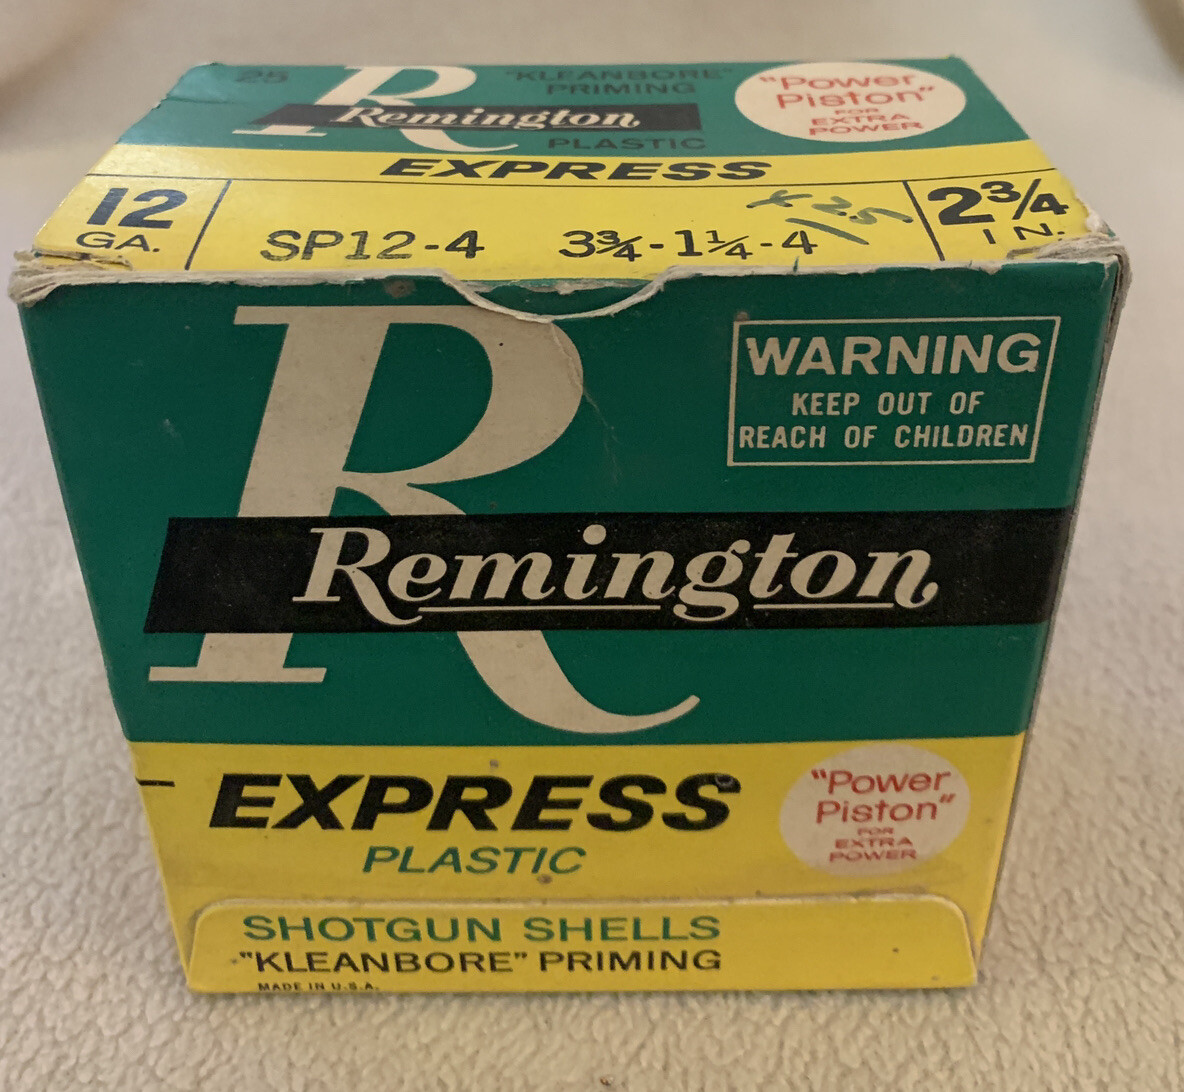 25
"KLEANBORE"
PRIMING
R
Remington
PLASTIC
EXPRESS
"Power
Piston"
FOR
EXTRA
POWER
12
GA.
SP12-4
3¾-1¼-4
2¾
IN.
R
Remington
WARNING
KEEP OUT OF
REACH OF CHILDREN
EXPRESS
PLASTIC
"Power
Piston"
FOR
EXTRA
POWER
SHOTGUN SHELLS
"KLEANBORE" PRIMING
MADE IN U.S.A.